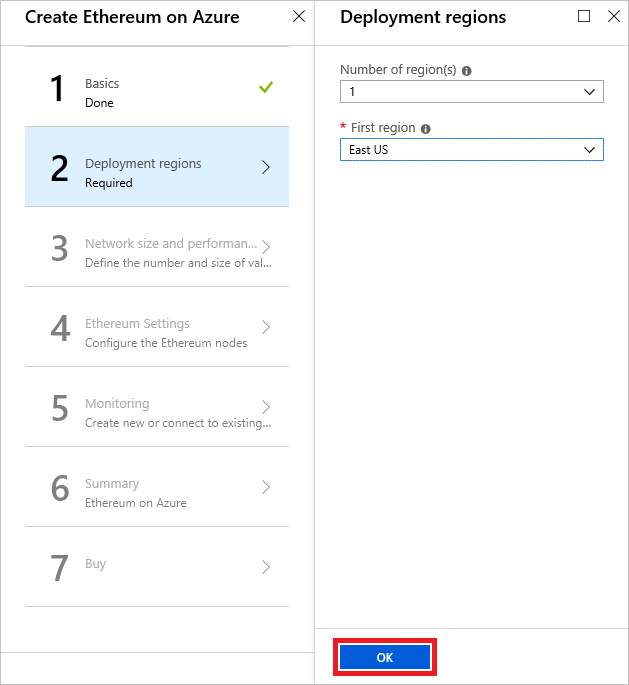 Create Ethereum on Azure
1
Basics
Done
2
Deployment regions
Required
3
Network size and performan...
Define the number and size of val...
4
Ethereum Settings
Configure the Ethereum nodes
5
Monitoring
Create new or connect to existing...
6
Summary
Ethereum on Azure
7
Buy
Deployment regions
Number of region(s)
1
* First region
East US
OK